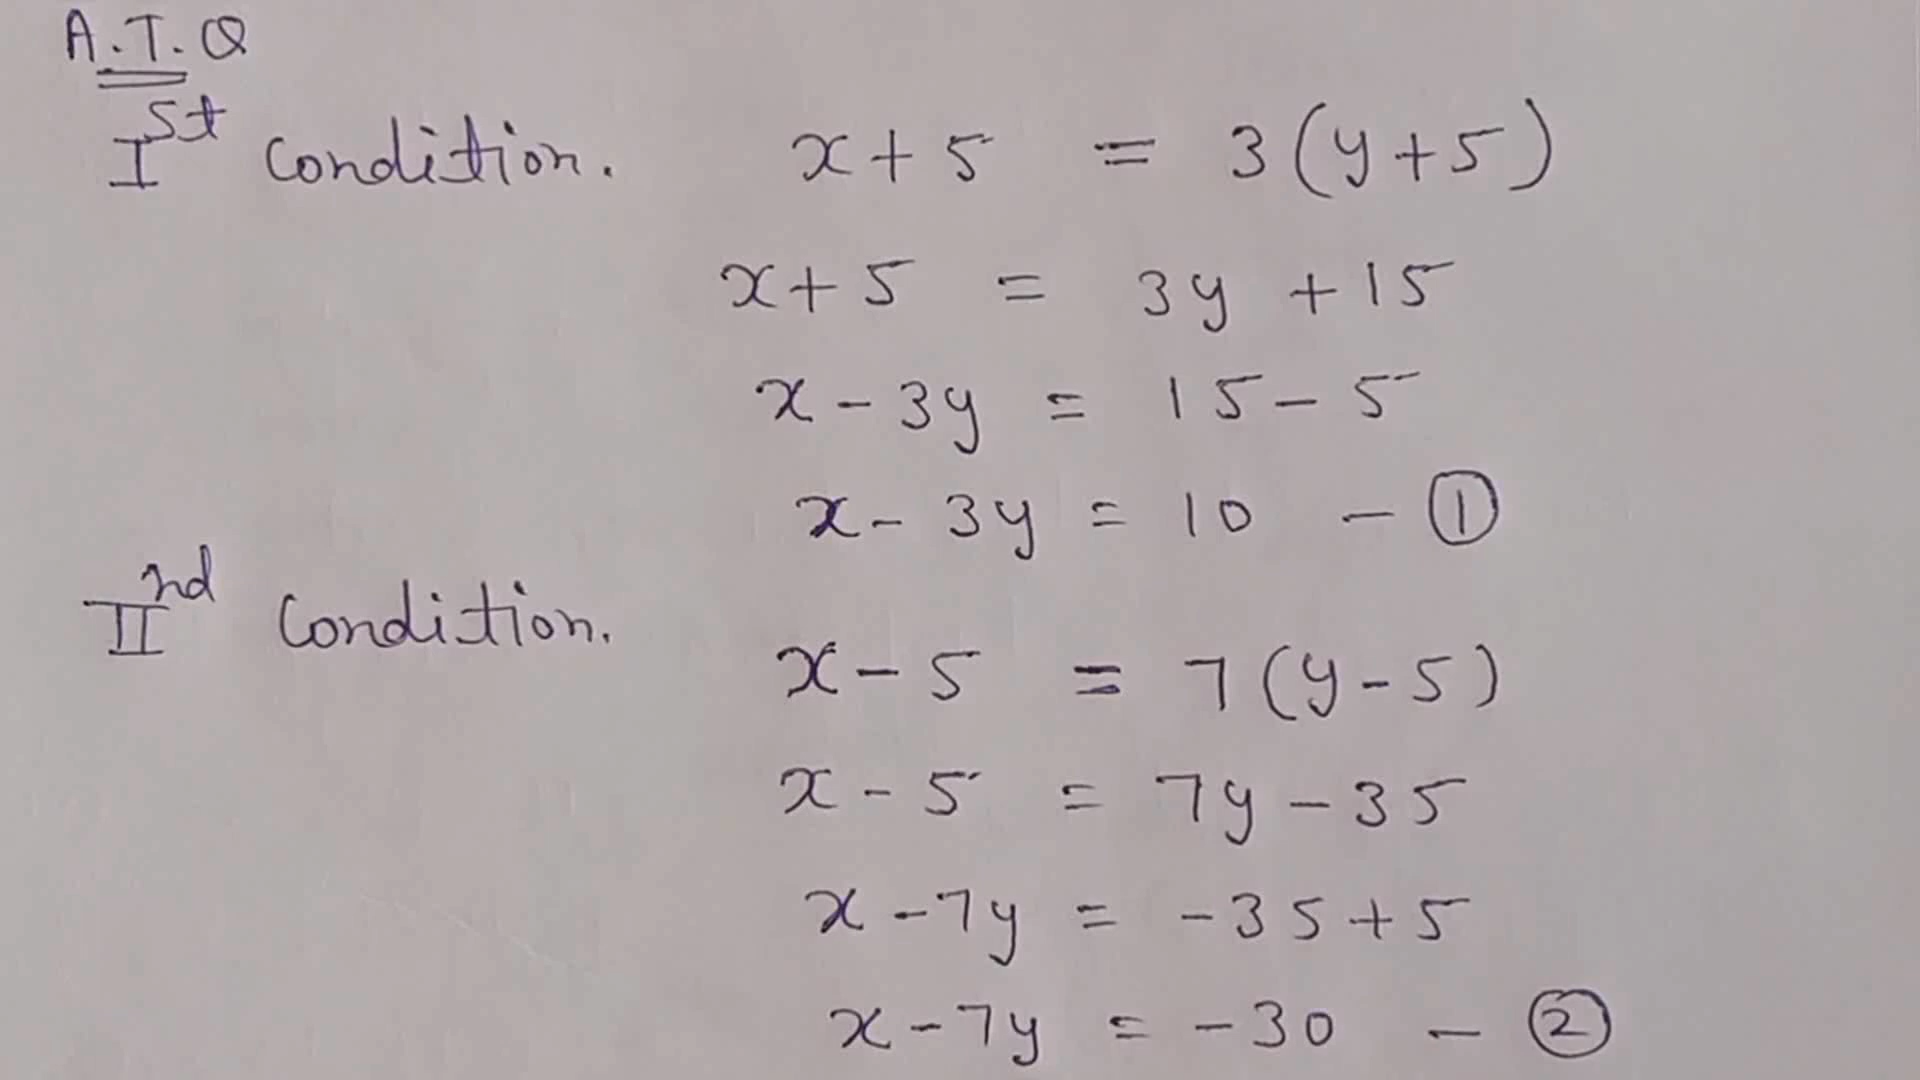 A.T.Q
Ist Condition. x + 5 = 3(y+5)
x + 5 = 3y + 15
x - 3y = 15 - 5
x - 3y = 10 - ①
IInd Condition.
x - 5 = 7(y-5)
x - 5 = 7y - 35
x - 7y = -35 + 5
x - 7y = -30 - ②